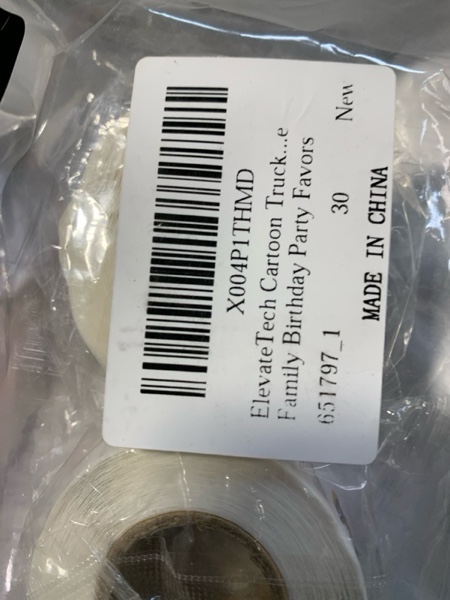 X004P1THMD
ElevateTech Cartoon Truck...e
Family Birthday Party Favors
651797_1 30 New
MADE IN CHINA